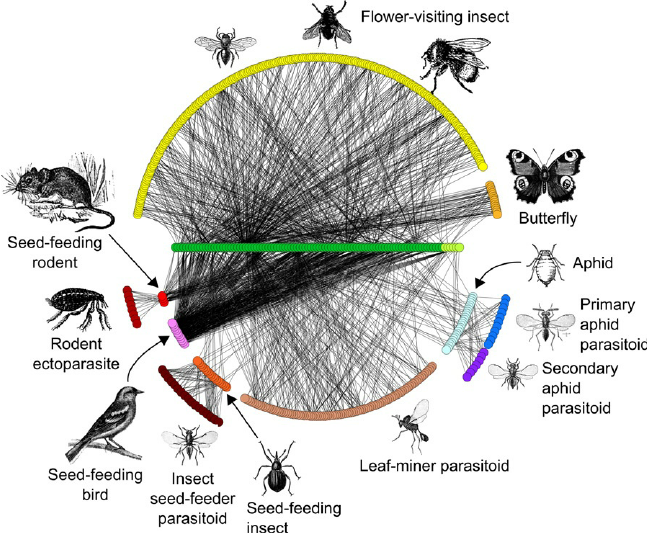 Flower-visiting insect
Butterfly
Seed-feeding
rodent
Aphid
Primary
aphid
parasitoid
Rodent
ectoparasite
Secondary
aphid
parasitoid
Leaf-miner parasitoid
Seed-feeding
bird
Insect
seed-feeder
parasitoid
Seed-feeding
insect